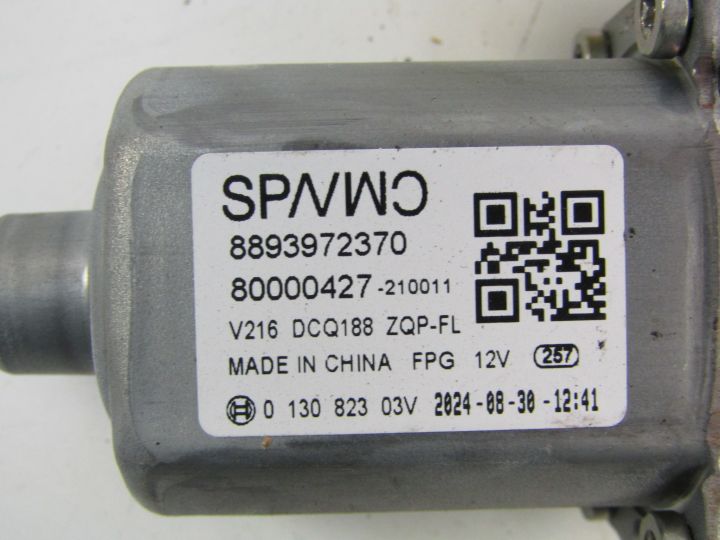 SPΛΛMϽ
8893972370
80000427-210011
V216 DCQ188 ZQP-FL
MADE IN CHINA FPG 12V 257
0 130 823 03V 2024-08-30-12:41